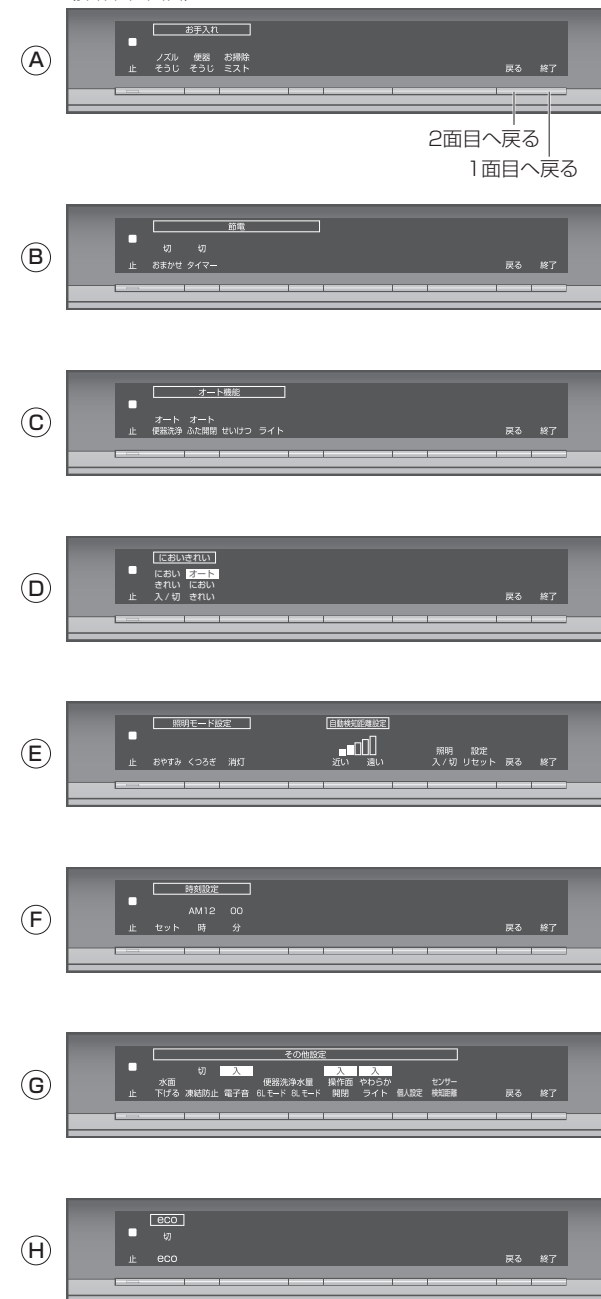 A
お手入れ
ノズル 便器 お掃除
止 そうじ そうじ ミスト 戻る 終了
2面目へ戻る
1面目へ戻る
B
節電
切 切
止 おまかせ タイマー 戻る 終了
C
オート機能
オート オート
止 便器洗浄 ふた開閉 せいけつ ライト 戻る 終了
D
においきれい
におい オート
きれい におい
止 入/切 きれい 戻る 終了
E
照明モード設定 自動検知距離設定
照明 設定
止 おやすみ くつろぎ 消灯 近い 遠い 入/切 リセット 戻る 終了
F
時刻設定
AM12 00
止 セット 時 分 戻る 終了
G
その他設定
切 入 入 入
水面 便器洗浄水量 操作面 やわらか センサー
止 下げる 凍結防止 電子音 6Lモード 8Lモード 開閉 ライト 個人設定 検知距離 戻る 終了
H
eco
切
止 eco 戻る 終了